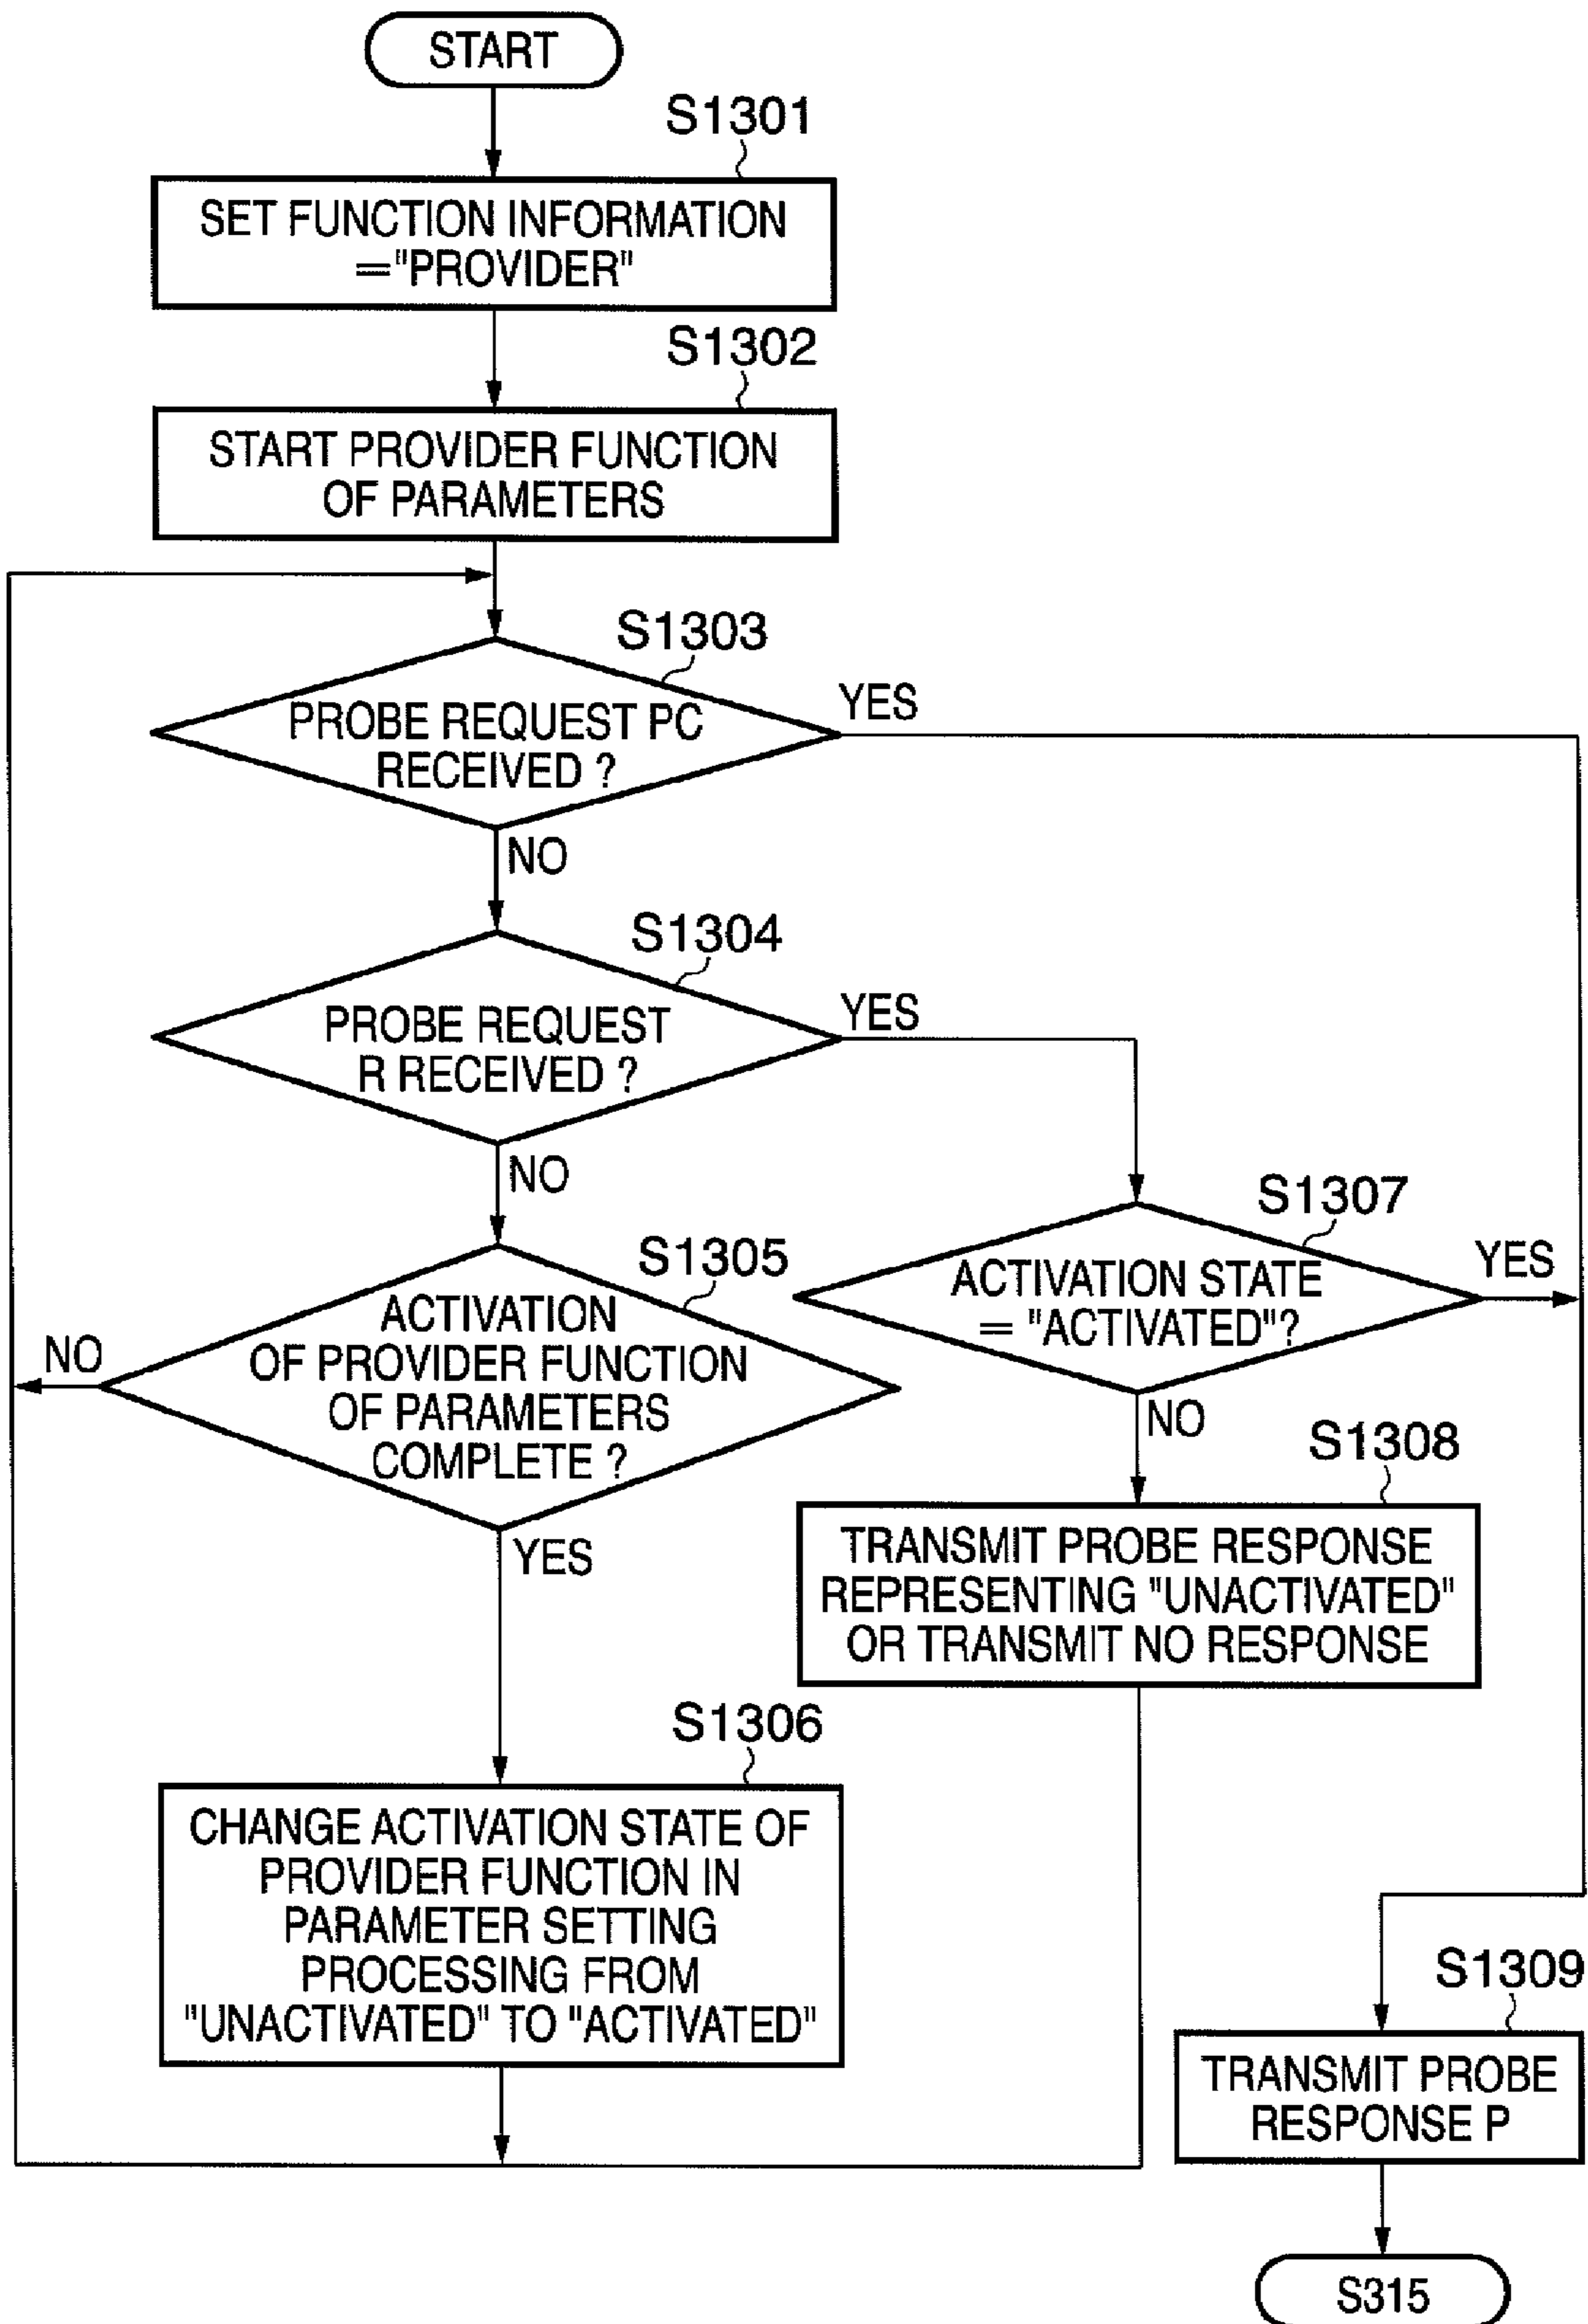 START
S1301
SET FUNCTION INFORMATION
="PROVIDER"
S1302
START PROVIDER FUNCTION
OF PARAMETERS
S1303
PROBE REQUEST PC
RECEIVED ?
YES
NO
S1304
PROBE REQUEST
R RECEIVED ?
YES
NO
S1305
ACTIVATION
OF PROVIDER FUNCTION
OF PARAMETERS
COMPLETE ?
NO
YES
S1307
ACTIVATION STATE
= "ACTIVATED"?
YES
NO
S1308
TRANSMIT PROBE RESPONSE
REPRESENTING "UNACTIVATED"
OR TRANSMIT NO RESPONSE
S1306
CHANGE ACTIVATION STATE OF
PROVIDER FUNCTION IN
PARAMETER SETTING
PROCESSING FROM
"UNACTIVATED" TO "ACTIVATED"
S1309
TRANSMIT PROBE
RESPONSE P
S315